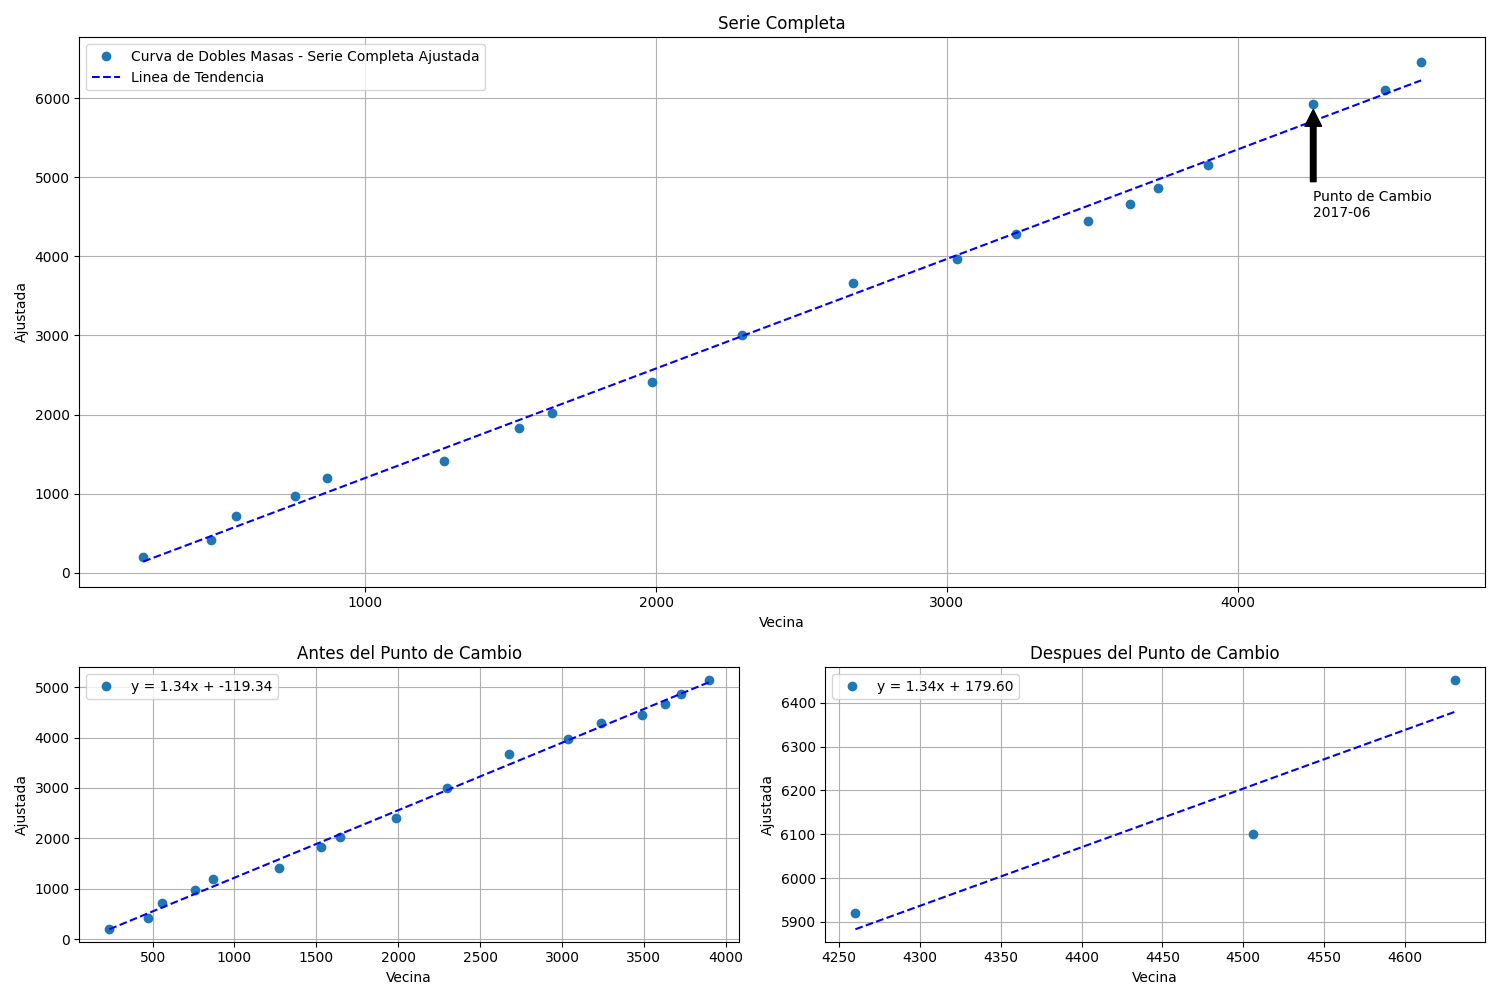 Serie Completa
Curva de Dobles Masas - Serie Completa Ajustada
Linea de Tendencia
Ajustada
6000
5000
4000
3000
2000
1000
0
Punto de Cambio
2017-06
1000 2000 3000 4000
Vecina
Antes del Punto de Cambio
y = 1.34x + -119.34
Ajustada
5000
4000
3000
2000
1000
0
500 1000 1500 2000 2500 3000 3500 4000
Vecina
Despues del Punto de Cambio
y = 1.34x + 179.60
Ajustada
6400
6300
6200
6100
6000
5900
4250 4300 4350 4400 4450 4500 4550 4600
Vecina